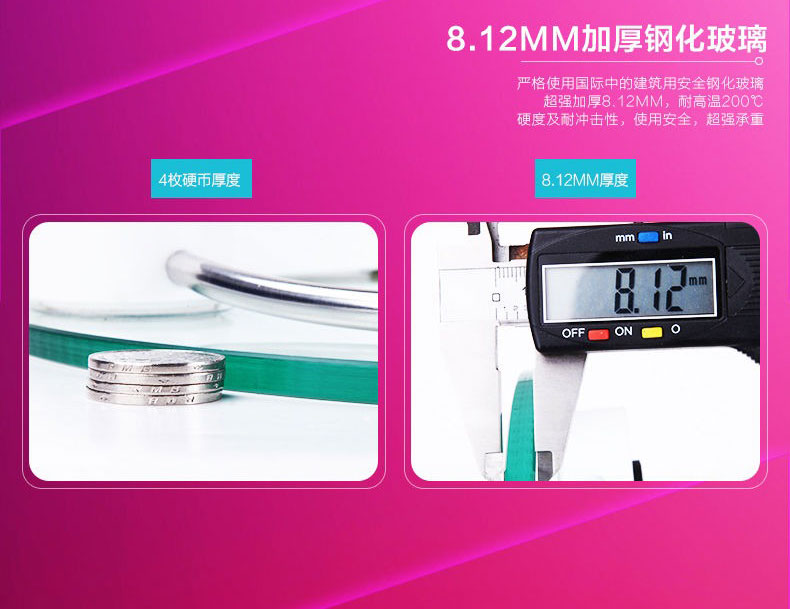 8.12MM加厚钢化玻璃
严格使用国际中的建筑用安全钢化玻璃
超强加厚8.12MM，耐高温200℃
硬度及耐冲击性，使用安全，超强承重
4枚硬币厚度
8.12MM厚度
mm in
8.12mm
OFF ON O